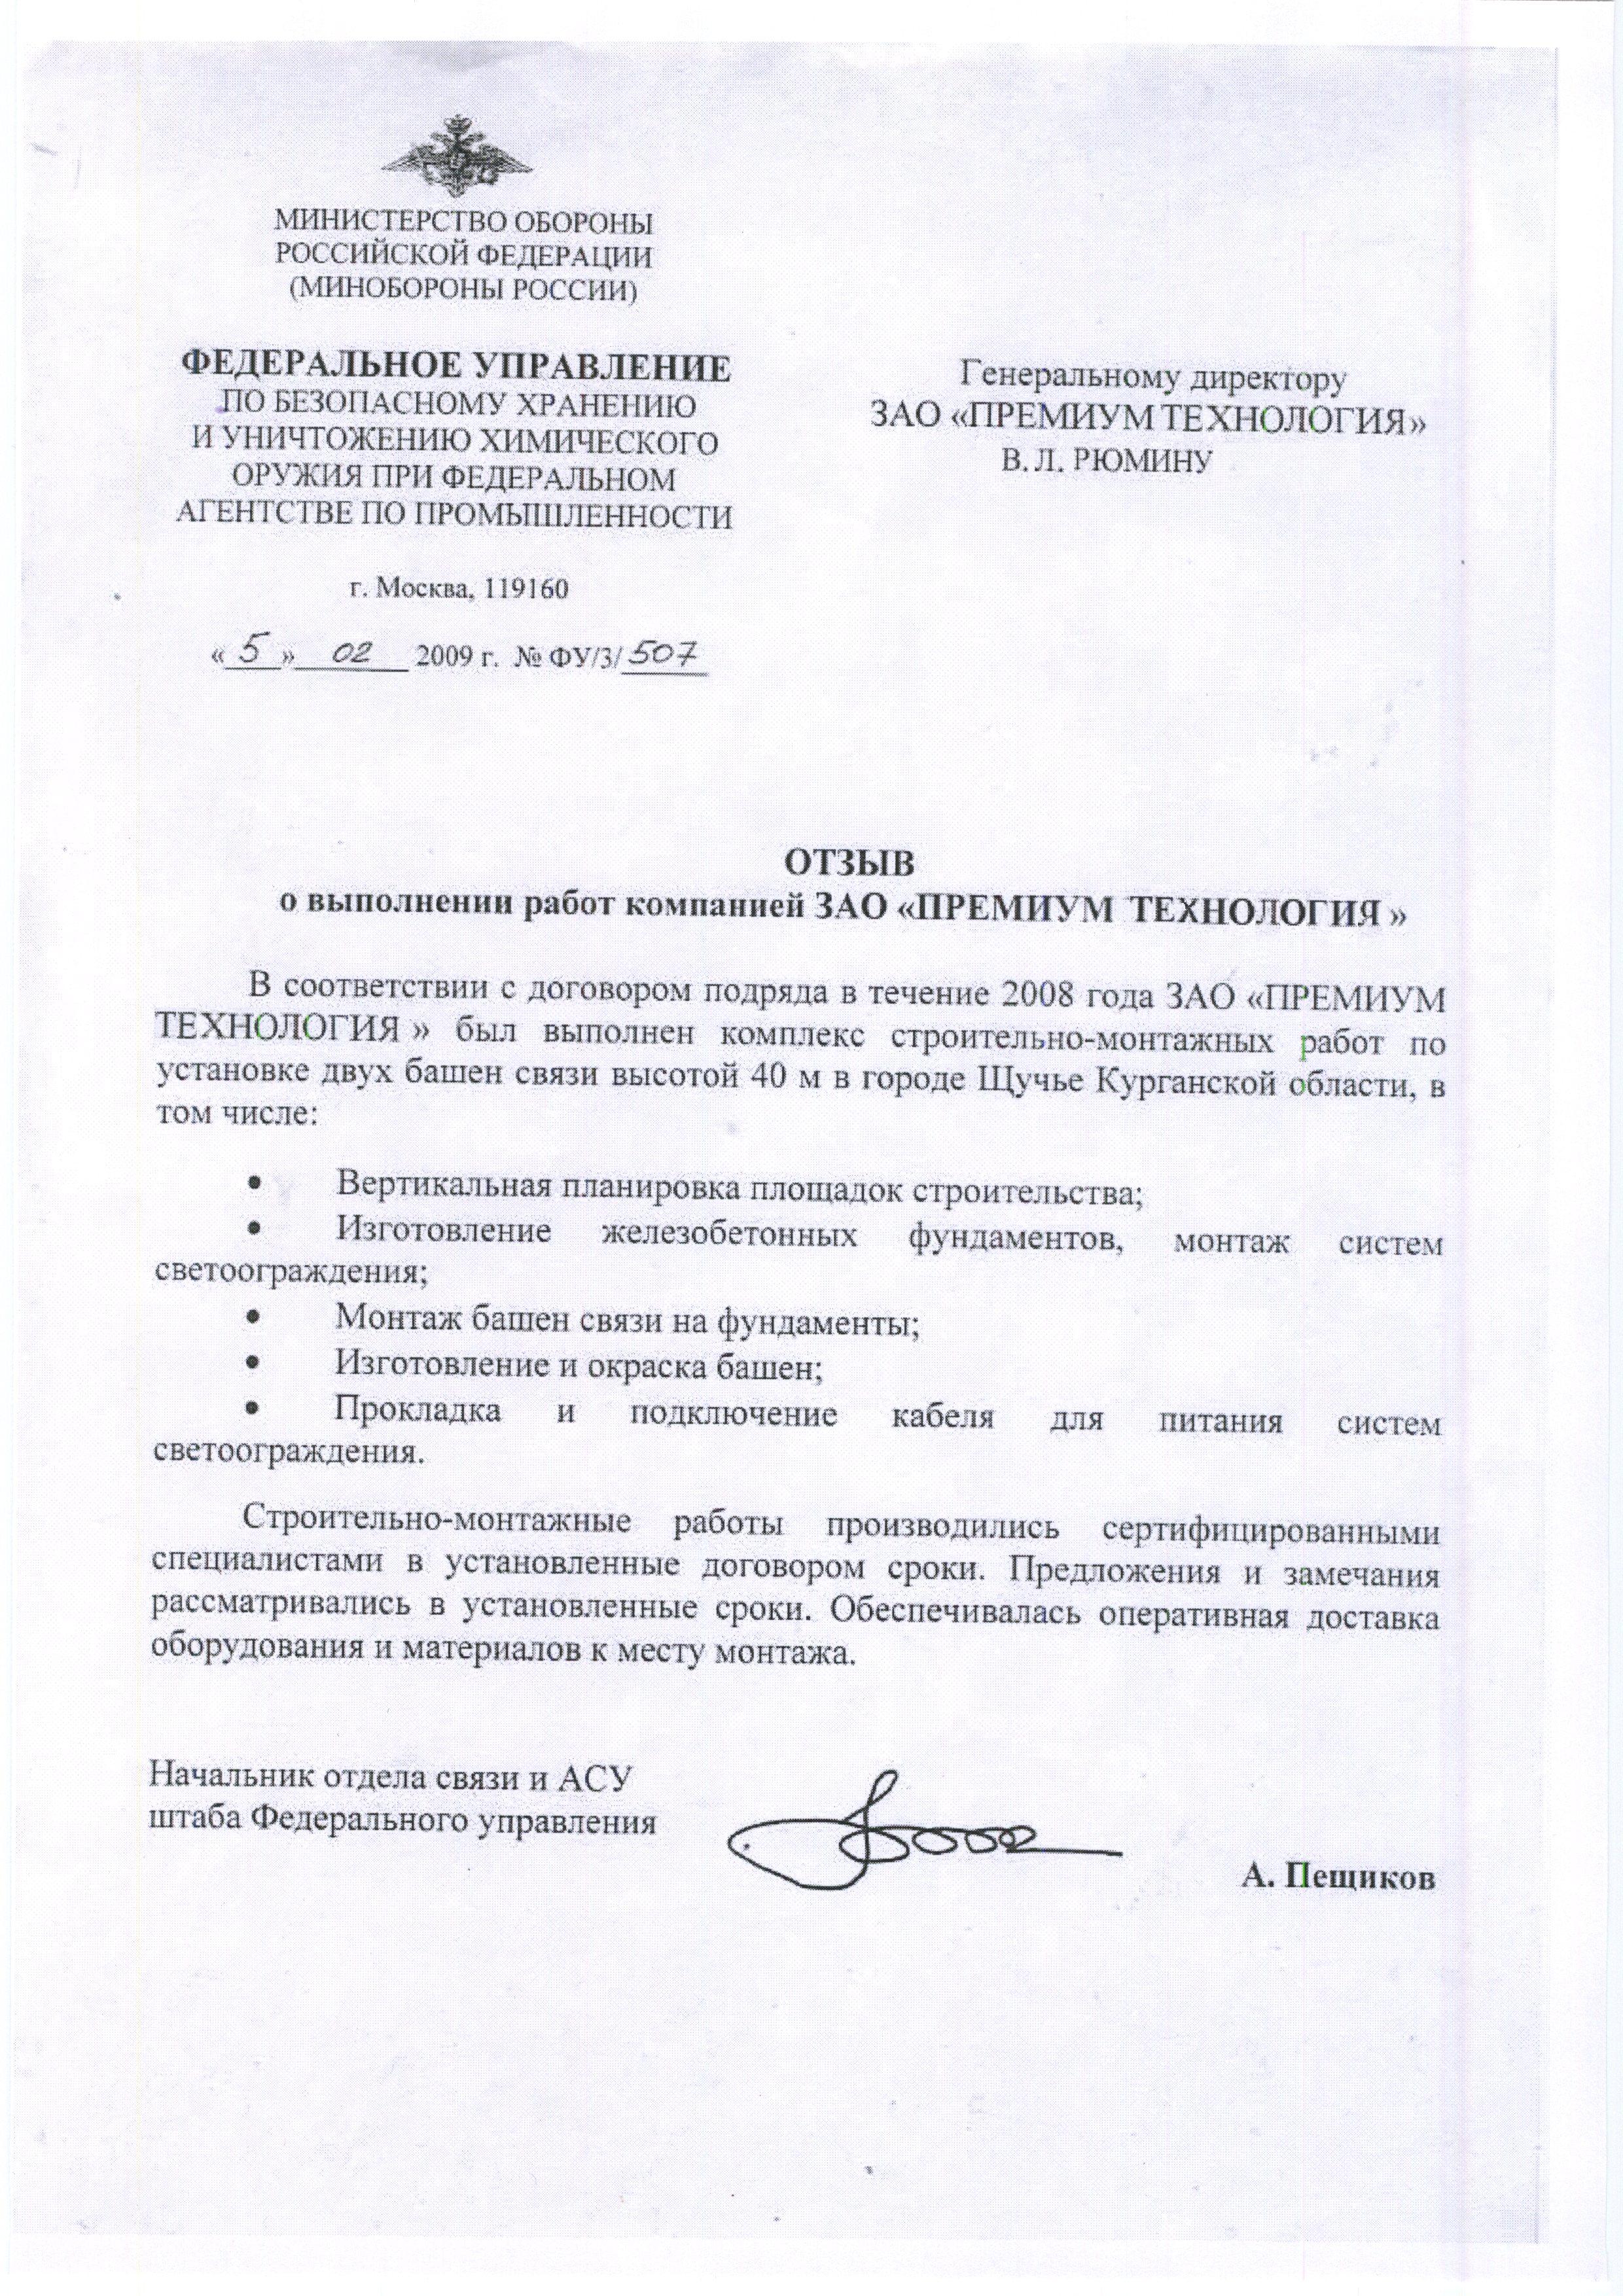 МИНИСТЕРСТВО ОБОРОНЫ
РОССИЙСКОЙ ФЕДЕРАЦИИ
(МИНОБОРОНЫ РОССИИ)
ФЕДЕРАЛЬНОЕ УПРАВЛЕНИЕ
ПО БЕЗОПАСНОМУ ХРАНЕНИЮ
И УНИЧТОЖЕНИЮ ХИМИЧЕСКОГО
ОРУЖИЯ ПРИ ФЕДЕРАЛЬНОМ
АГЕНТСТВЕ ПО ПРОМЫШЛЕННОСТИ
г. Москва, 119160
« 5 » 02 2009 г. № ФУ/3/507
Генеральному директору
ЗАО «ПРЕМИУМ ТЕХНОЛОГИЯ»
В. Л. РЮМИНУ
ОТЗЫВ
о выполнении работ компанией ЗАО «ПРЕМИУМ ТЕХНОЛОГИЯ »
В соответствии с договором подряда в течение 2008 года ЗАО «ПРЕМИУМ
ТЕХНОЛОГИЯ » был выполнен комплекс строительно-монтажных работ по
установке двух башен связи высотой 40 м в городе Щучье Курганской области, в
том числе:
• Вертикальная планировка площадок строительства;
• Изготовление железобетонных фундаментов, монтаж систем
светоограждения;
• Монтаж башен связи на фундаменты;
• Изготовление и окраска башен;
• Прокладка и подключение кабеля для питания систем
светоограждения.
Строительно-монтажные работы производились сертифицированными
специалистами в установленные договором сроки. Предложения и замечания
рассматривались в установленные сроки. Обеспечивалась оперативная доставка
оборудования и материалов к месту монтажа.
Начальник отдела связи и АСУ
штаба Федерального управления
А. Пещиков